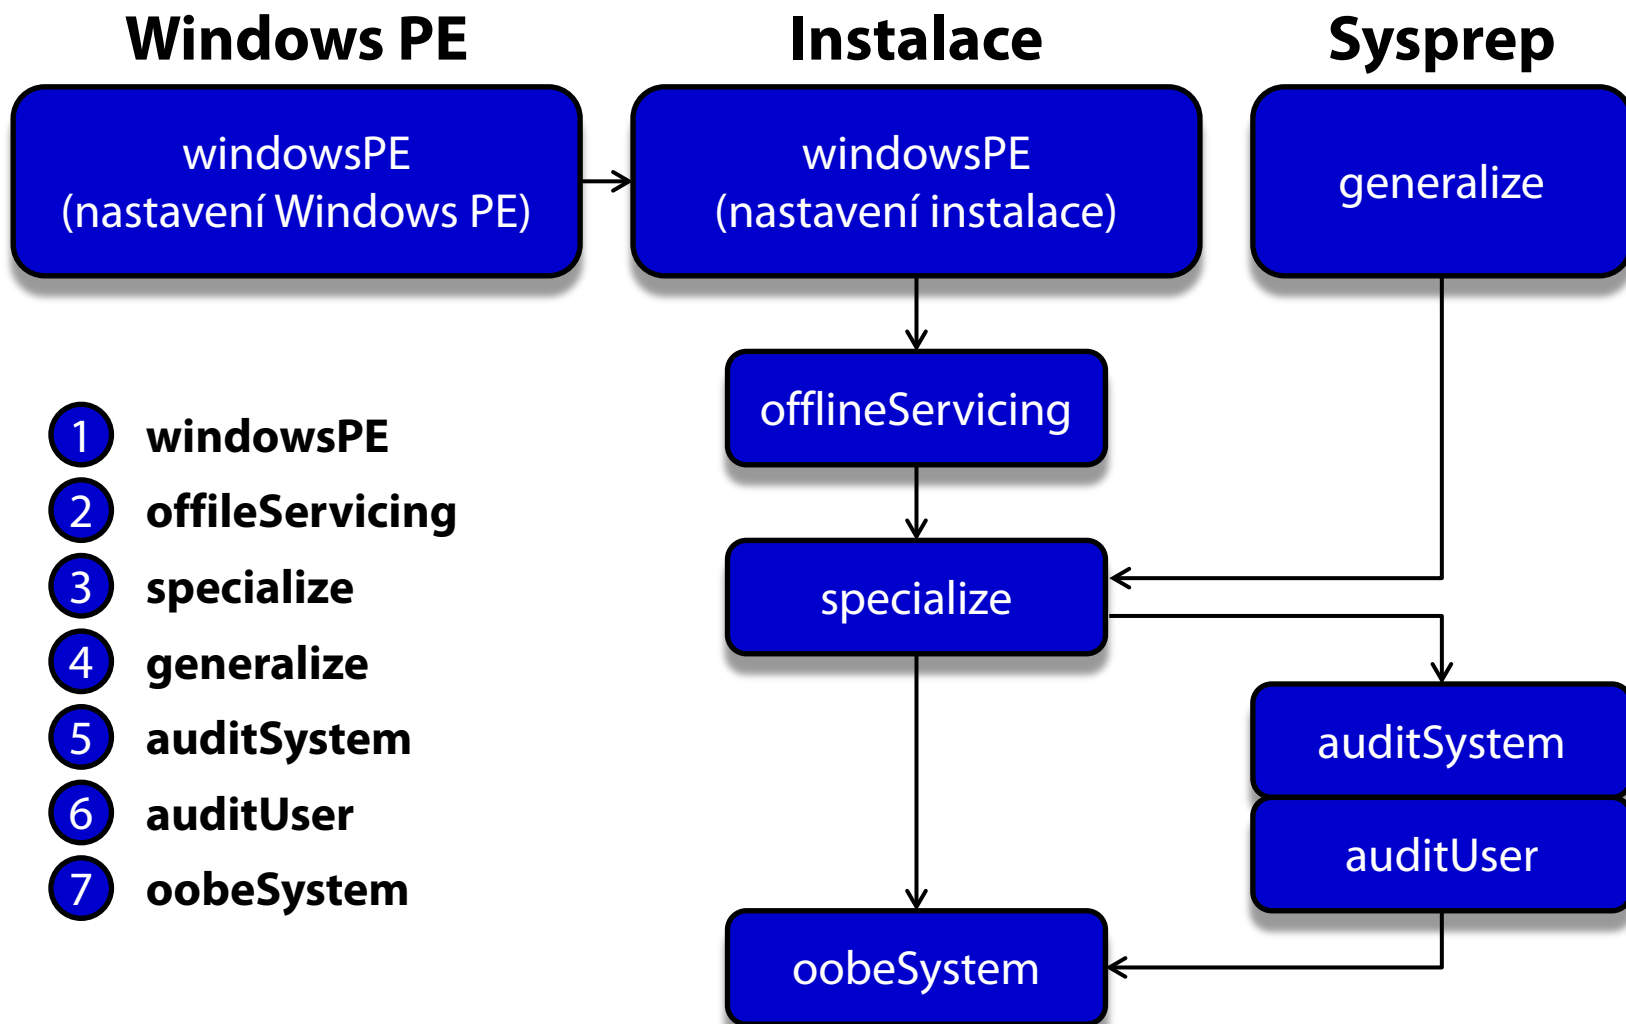 Windows PE
Instalace
Sysprep
windowsPE
(nastavení Windows PE)
windowsPE
(nastavení instalace)
generalize
offlineServicing
1 windowsPE
2 offileServicing
3 specialize
4 generalize
5 auditSystem
6 auditUser
7 oobeSystem
specialize
auditSystem
auditUser
oobeSystem